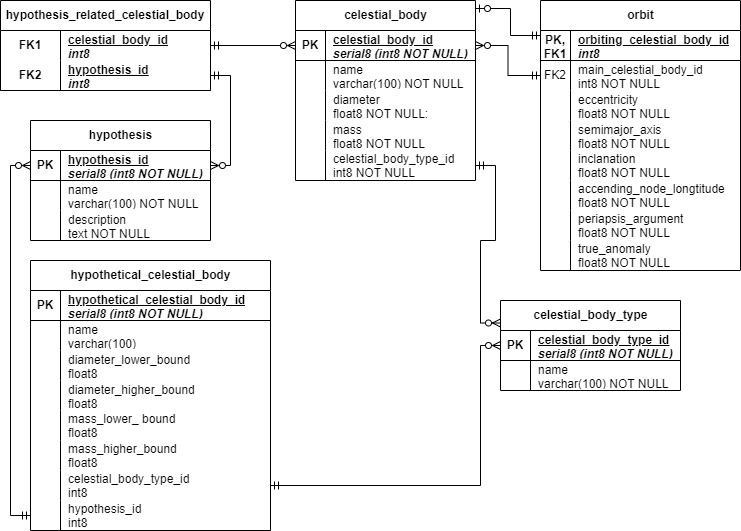 hypothesis_related_celestial_body
FK1
celestial_body_id
int8
FK2
hypothesis_id
int8
celestial_body
PK
celestial_body_id
serial8 (int8 NOT NULL)
name
varchar(100) NOT NULL
diameter
float8 NOT NULL:
mass
float8 NOT NULL
celestial_body_type_id
int8 NOT NULL
orbit
PK,
FK1
orbiting_celestial_body_id
int8
FK2
main_celestial_body_id
int8 NOT NULL
eccentricity
float8 NOT NULL
semimajor_axis
float8 NOT NULL
inclanation
float8 NOT NULL
accending_node_longtitude
float8 NOT NULL
periapsis_argument
float8 NOT NULL
true_anomaly
float8 NOT NULL
hypothesis
PK
hypothesis_id
serial8 (int8 NOT NULL)
name
varchar(100) NOT NULL
description
text NOT NULL
hypothetical_celestial_body
PK
hypothetical_celestial_body_id
serial8 (int8 NOT NULL)
name
varchar(100)
diameter_lower_bound
float8
diameter_higher_bound
float8
mass_lower_ bound
float8
mass_higher_bound
float8
celestial_body_type_id
int8
hypothesis_id
int8
celestial_body_type
PK
celestial_body_type_id
serial8 (int8 NOT NULL)
name
varchar(100) NOT NULL